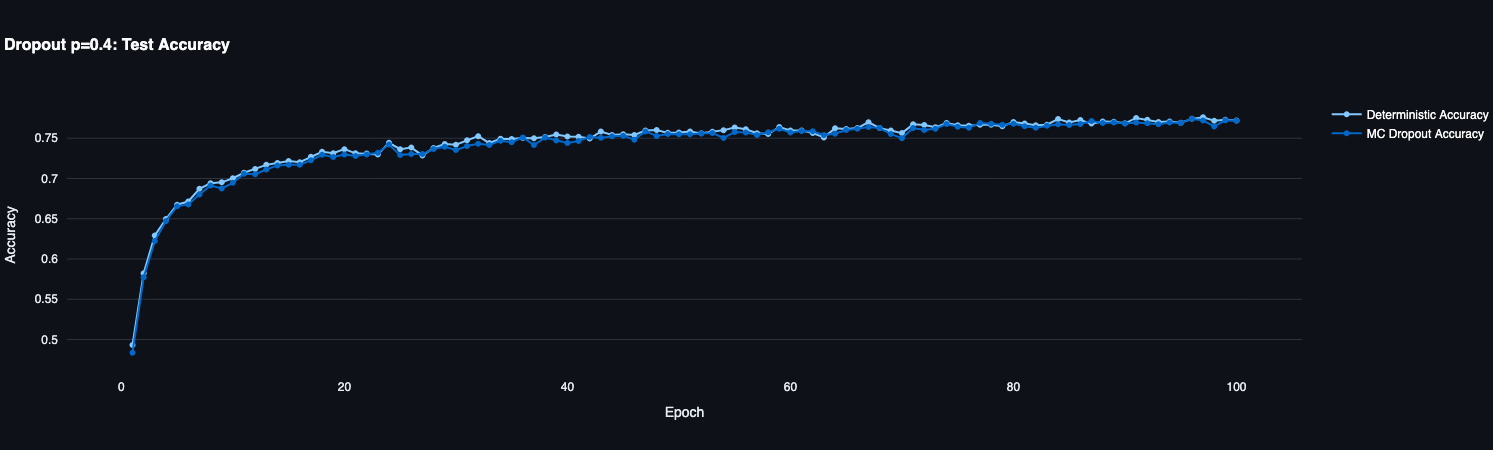 Dropout p=0.4: Test Accuracy
Deterministic Accuracy
MC Dropout Accuracy
Accuracy
0.75
0.7
0.65
0.6
0.55
0.5
0 20 40 60 80 100
Epoch